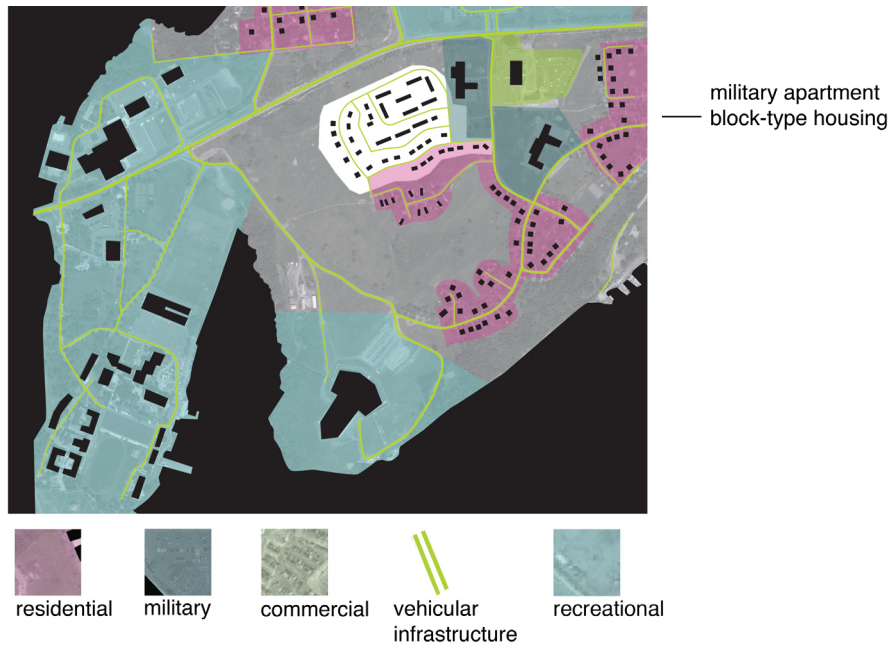 military apartment
block-type housing
residential
military
commercial
vehicular
infrastructure
recreational